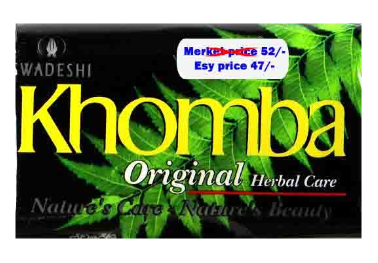 Merket price 52/-
Esy price 47/-
SWADESHI
Khomba
Original Herbal Care
Nature's Care - Nature's Beauty